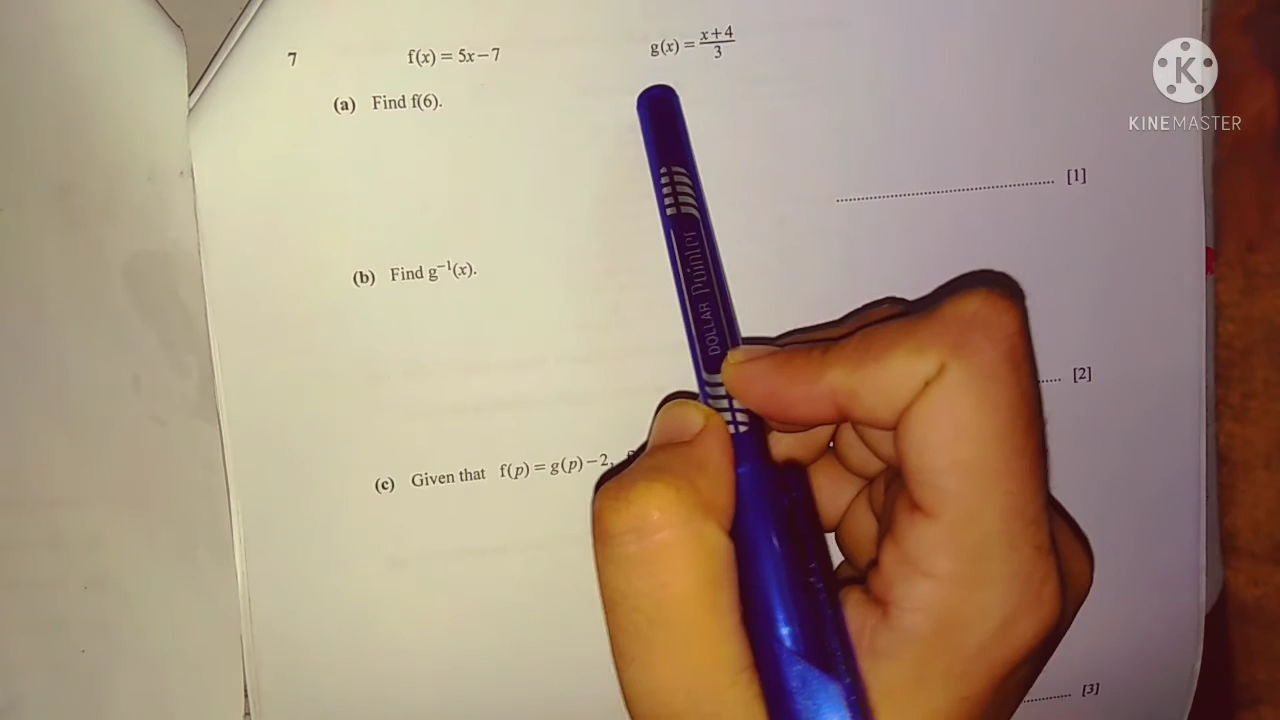 7 f(x) = 5x−7 g(x) = x+4/3
(a) Find f(6).
[1]
(b) Find g⁻¹(x).
[2]
(c) Given that f(p) = g(p)−2,
[3]
KINEMASTER
K
DOLLAR Pointer